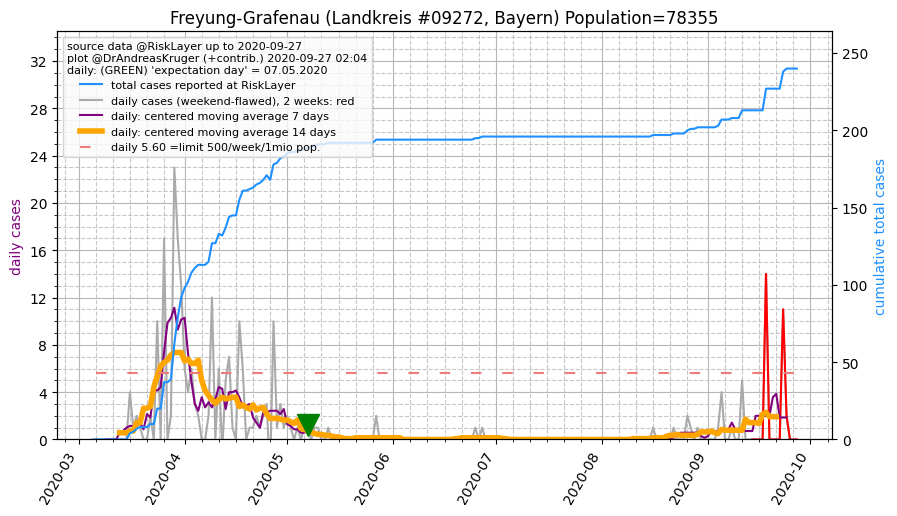 Freyung-Grafenau (Landkreis #09272, Bayern) Population=78355
source data @RiskLayer up to 2020-09-27
plot @DrAndreasKruger (+contrib.) 2020-09-27 02:04
daily: (GREEN) 'expectation day' = 07.05.2020
total cases reported at RiskLayer
daily cases (weekend-flawed), 2 weeks: red
daily: centered moving average 7 days
daily: centered moving average 14 days
daily 5.60 =limit 500/week/1mio pop.
daily cases
32
28
24
20
16
12
8
4
0
250
200
150
100
50
0
cumulative total cases
2020-03
2020-04
2020-05
2020-06
2020-07
2020-08
2020-09
2020-10